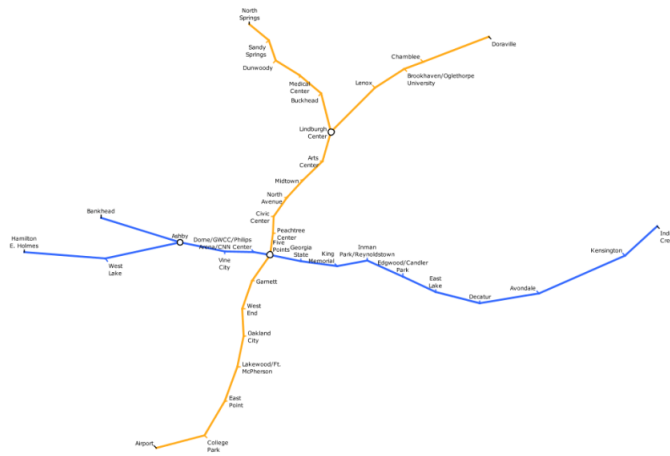 North
Springs
Sandy
Springs
Dunwoody
Medical
Center
Buckhead
Doraville
Chamblee
Brookhaven/Oglethorpe
University
Lenox
Lindburgh
Center
Arts
Center
Midtown
North
Avenue
Civic
Center
Peachtree
Center
Five
Points
Bankhead
Hamilton
E. Holmes
West
Lake
Ashby
Dome/GWCC/Philips
Arena/CNN Center
Vine
City
Georgia
State
King
Memorial
Inman
Park/Reynoldstown
Edgwood/Candler
Park
East
Lake
Decatur
Avondale
Kensington
Ind
Cre
Garnett
West
End
Oakland
City
Lakewood/Ft.
McPherson
East
Point
College
Park
Airport